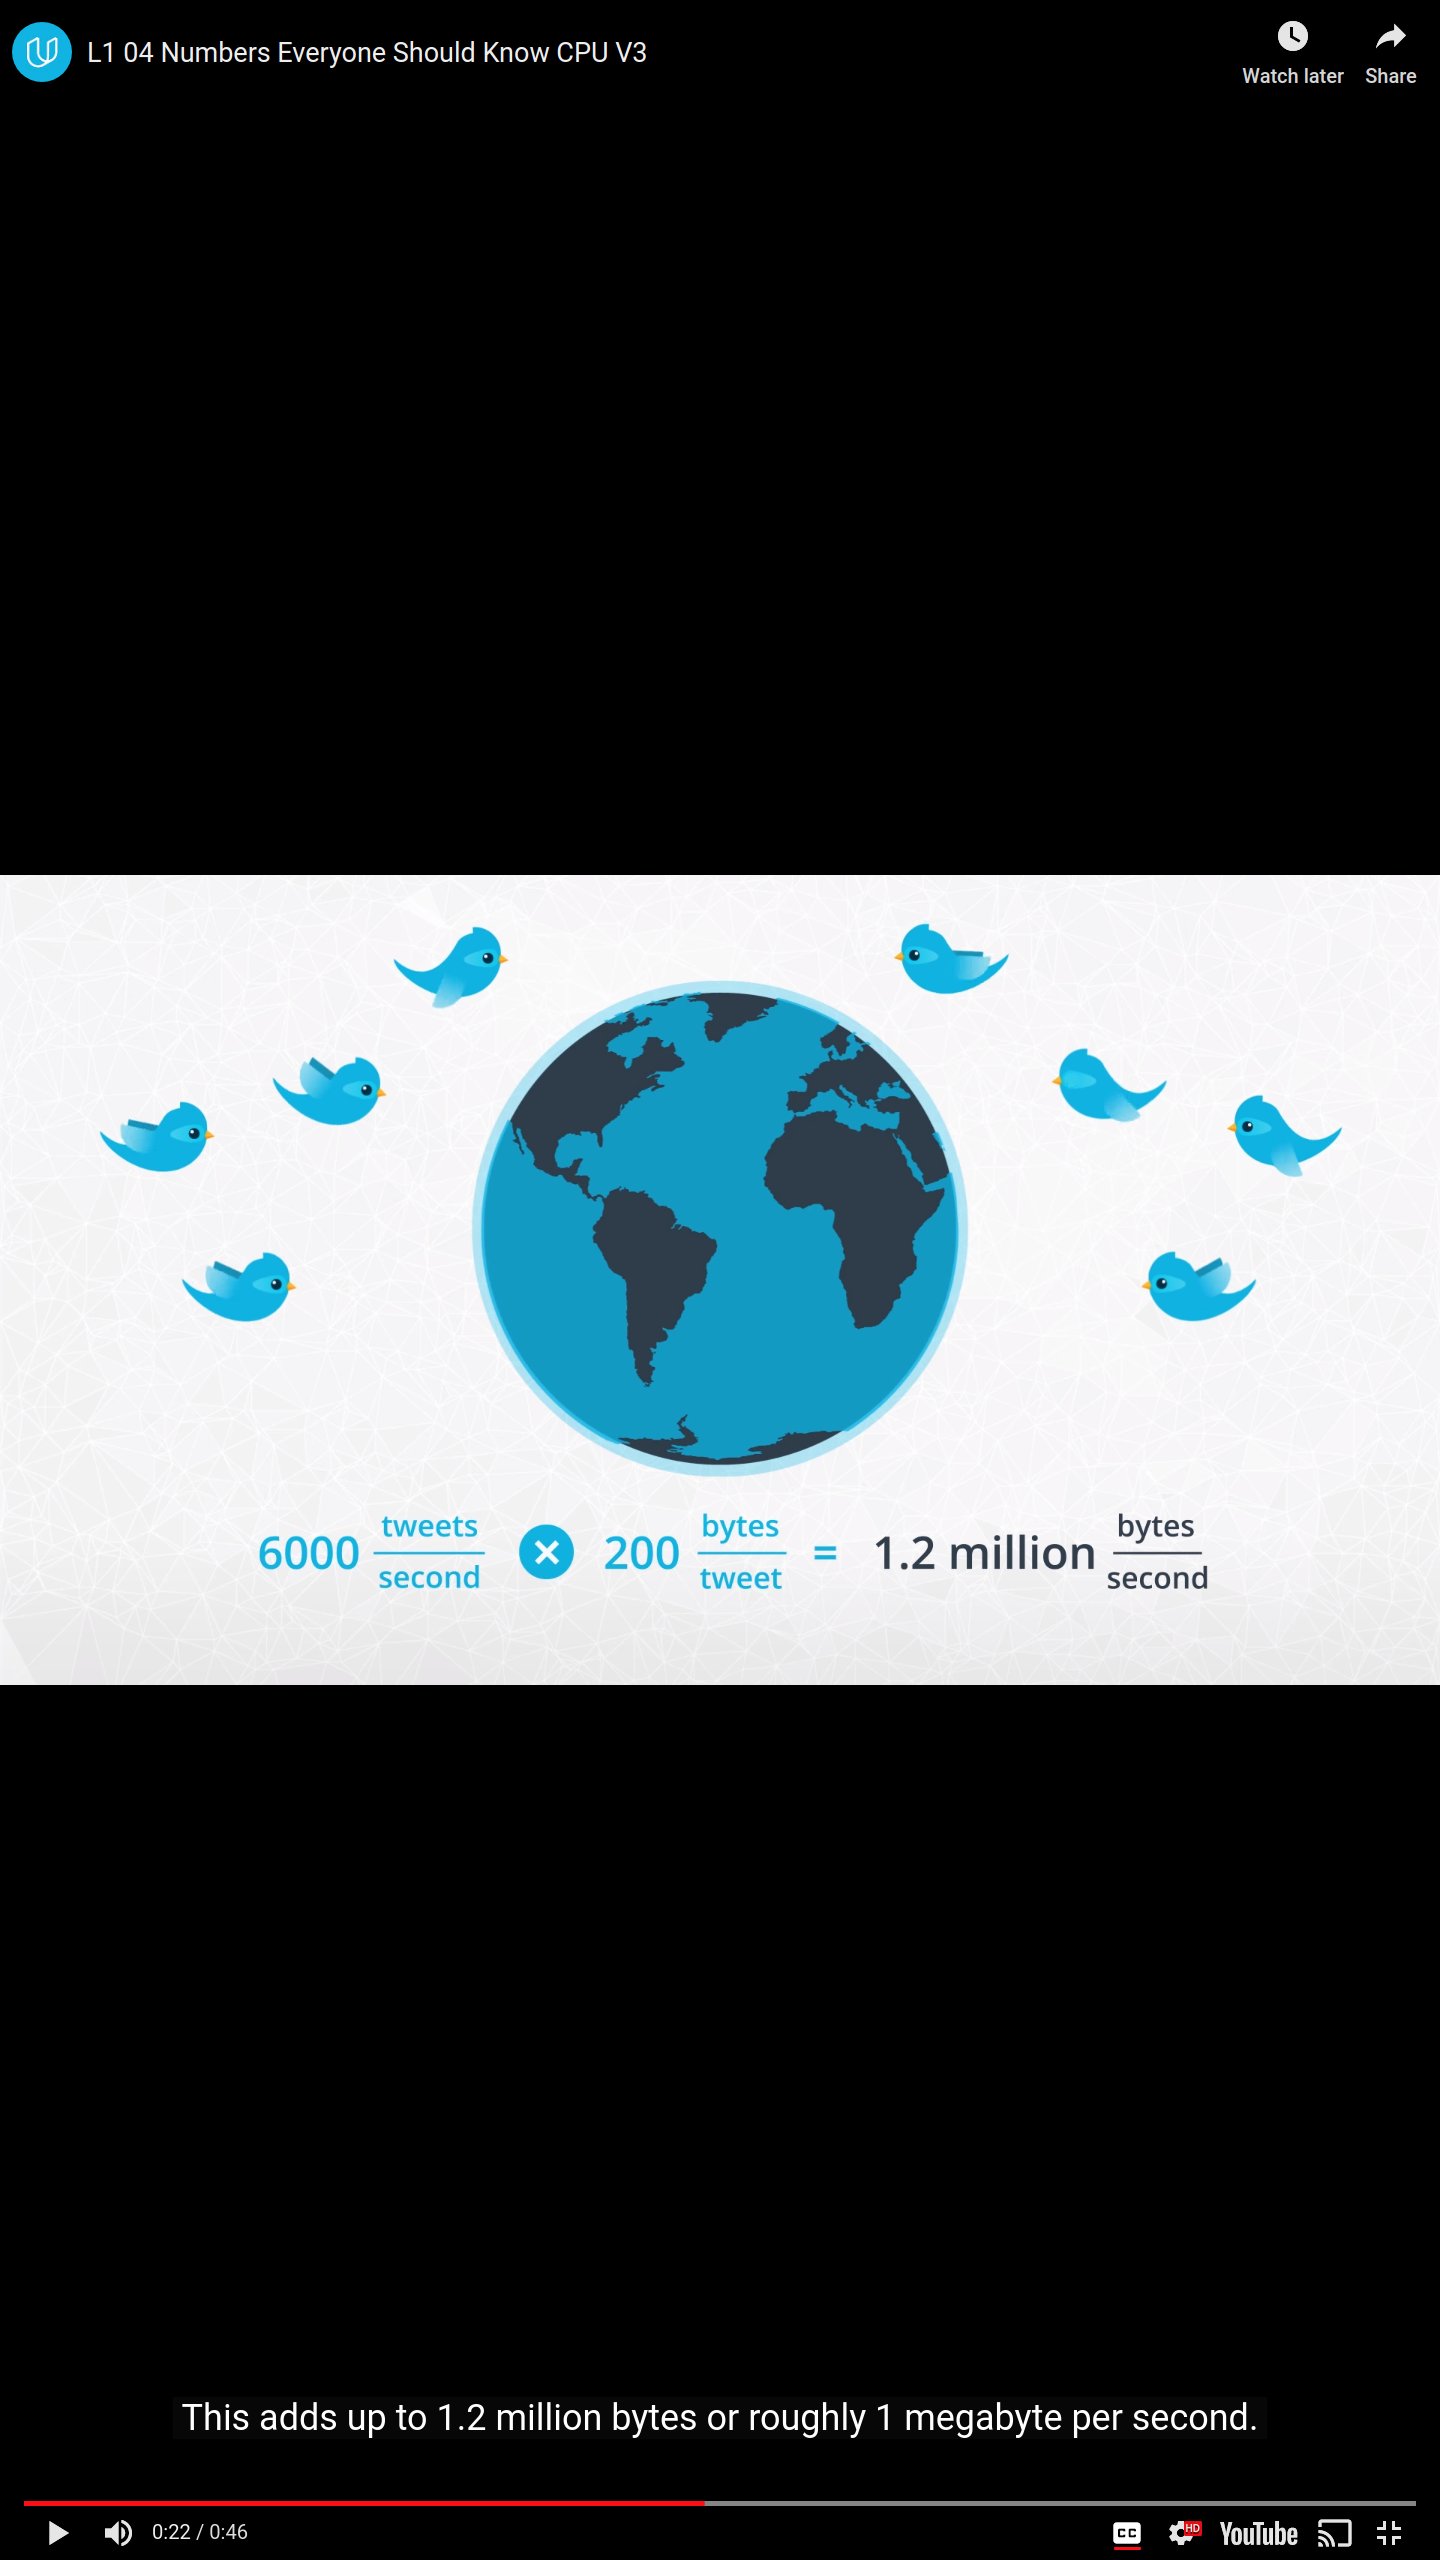 L1 04 Numbers Everyone Should Know CPU V3
Watch later
Share
6000 tweets/second × 200 bytes/tweet = 1.2 million bytes/second
This adds up to 1.2 million bytes or roughly 1 megabyte per second.
0:22 / 0:46
CC
HD
YouTube